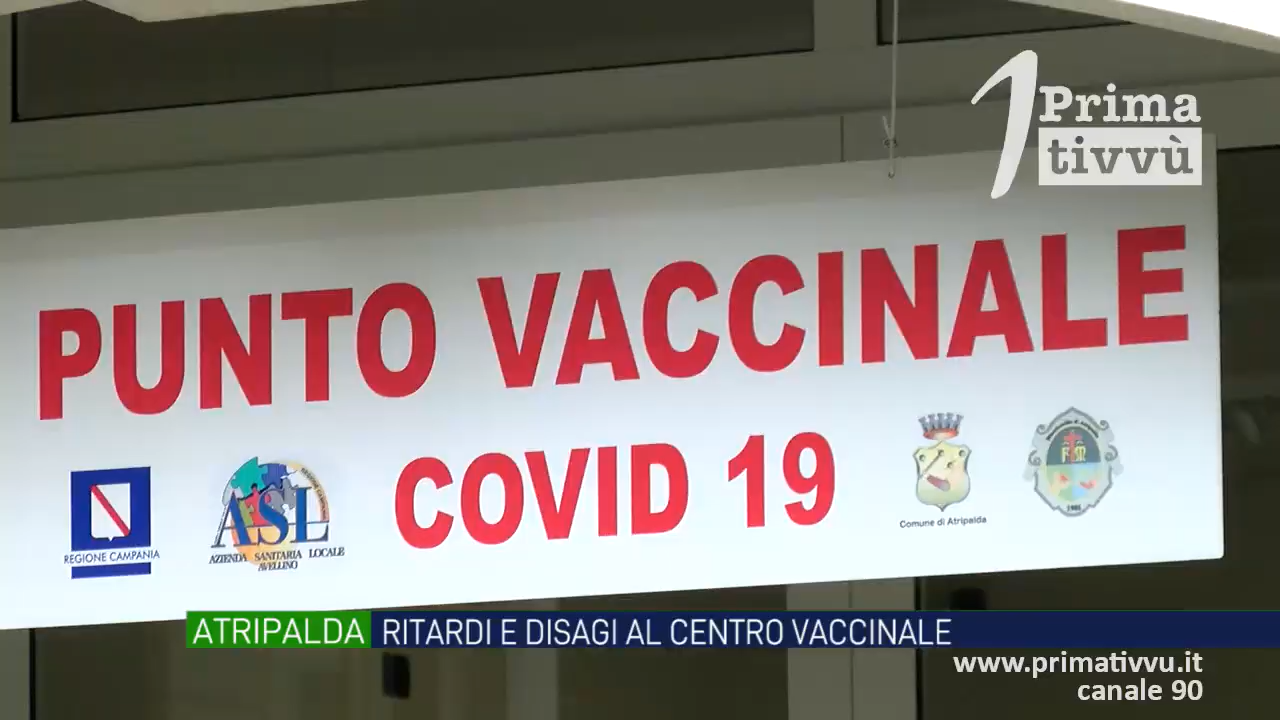 1 Prima
tivvù
PUNTO VACCINALE
COVID 19
REGIONE CAMPANIA
ASL
AZIENDA SANITARIA LOCALE
AVELLINO
Comune di Atripalda
ATRIPALDA RITARDI E DISAGI AL CENTRO VACCINALE
www.primativvu.it
canale 90